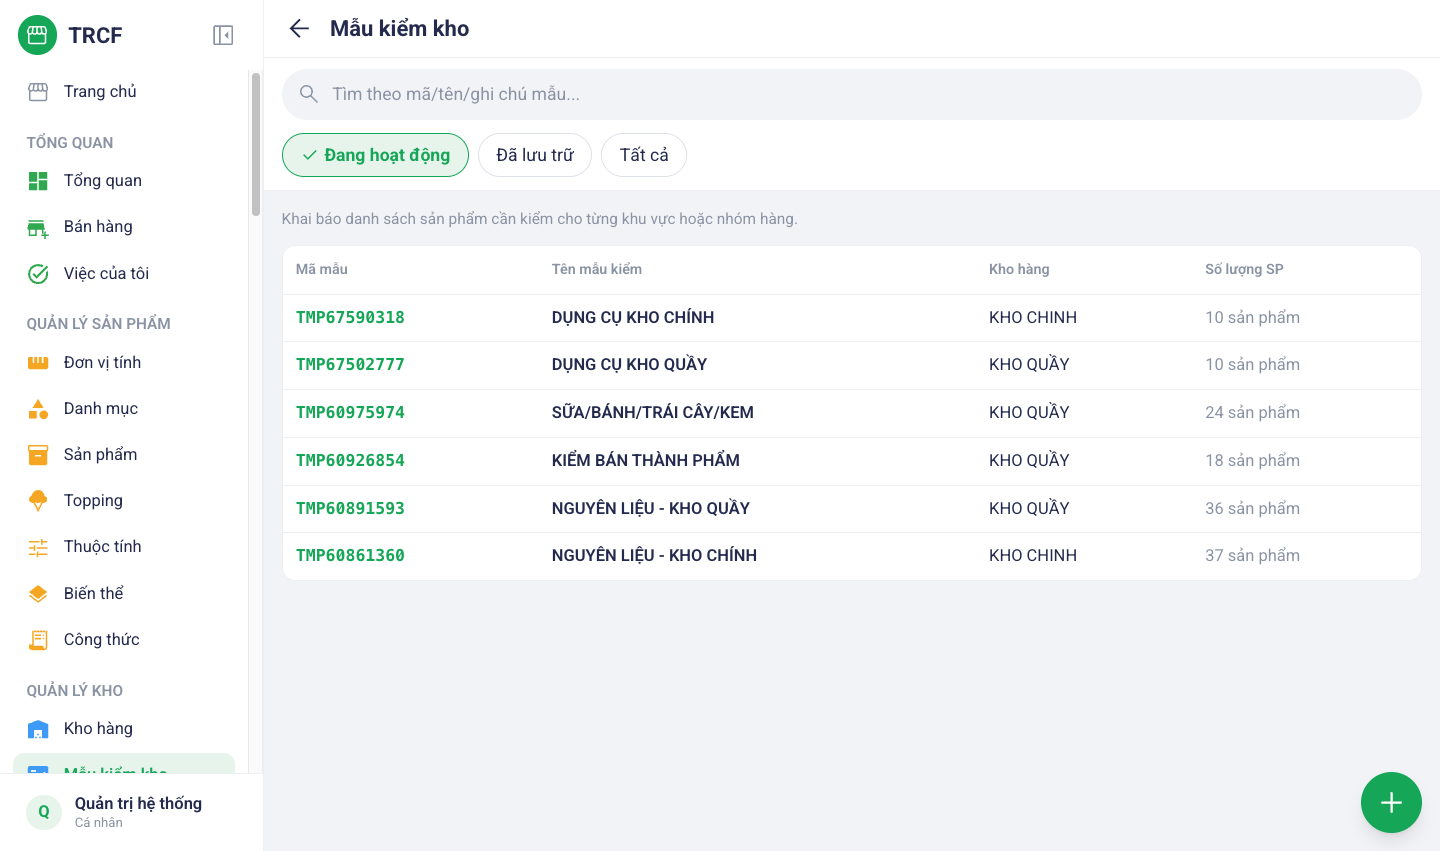 TRCF
Trang chủ
TỔNG QUAN
Tổng quan
Bán hàng
Việc của tôi
QUẢN LÝ SẢN PHẨM
Đơn vị tính
Danh mục
Sản phẩm
Topping
Thuộc tính
Biến thể
Công thức
QUẢN LÝ KHO
Kho hàng
Mẫu kiểm kho
Q
Quản trị hệ thống
Cá nhân
Mẫu kiểm kho
Tìm theo mã/tên/ghi chú mẫu...
Đang hoạt động Đã lưu trữ Tất cả
Khai báo danh sách sản phẩm cần kiểm cho từng khu vực hoặc nhóm hàng.
Mã mẫu Tên mẫu kiểm Kho hàng Số lượng SP
TMP67590318 DỤNG CỤ KHO CHÍNH KHO CHINH 10 sản phẩm
TMP67502777 DỤNG CỤ KHO QUẦY KHO QUẦY 10 sản phẩm
TMP60975974 SỮA/BÁNH/TRÁI CÂY/KEM KHO QUẦY 24 sản phẩm
TMP60926854 KIỂM BÁN THÀNH PHẨM KHO QUẦY 18 sản phẩm
TMP60891593 NGUYÊN LIỆU - KHO QUẦY KHO QUẦY 36 sản phẩm
TMP60861360 NGUYÊN LIỆU - KHO CHÍNH KHO CHINH 37 sản phẩm